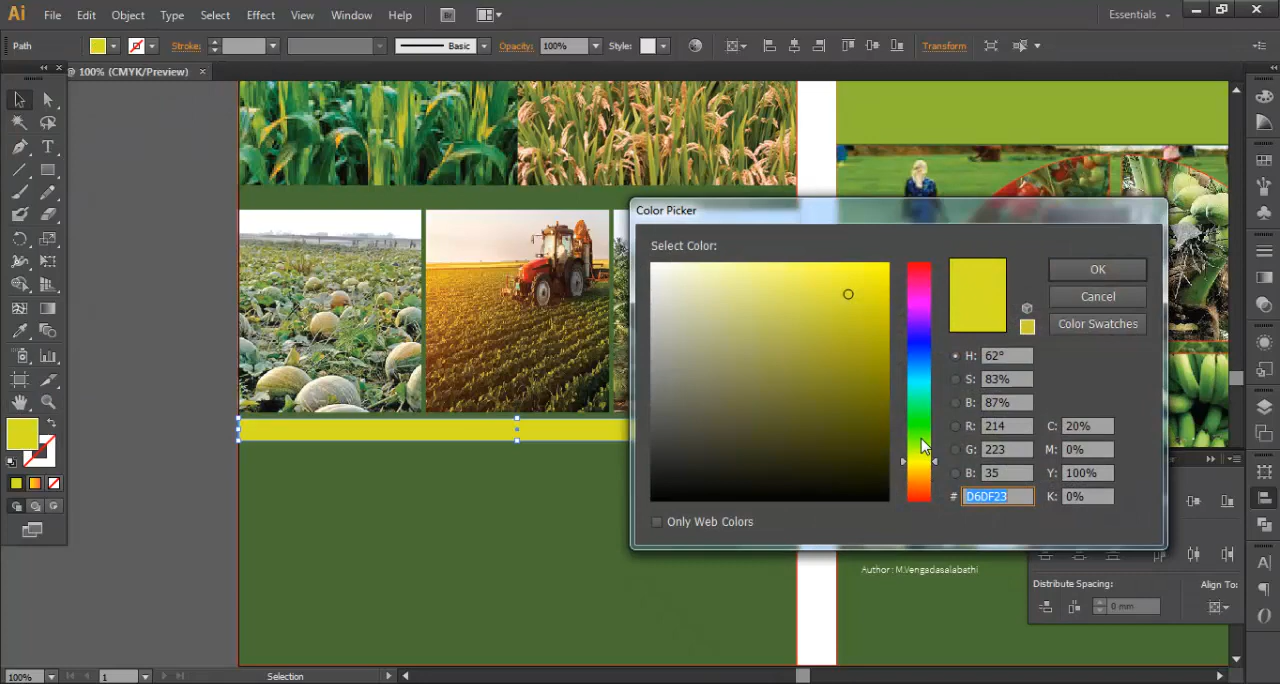 Ai File Edit Object Type Select Effect View Window Help Br Essentials
Path Stroke: Basic Opacity: 100% Style: Transform
@ 100% (CMYK/Preview)
Color Picker
Select Color:
OK
Cancel
Color Swatches
H: 62°
S: 83%
B: 87%
R: 214 C: 20%
G: 223 M: 0%
B: 35 Y: 100%
# D6DF23 K: 0%
Only Web Colors
Author : M.Vengadasalabathi
Distribute Spacing: Align To:
0 mm
100% 1 Selection